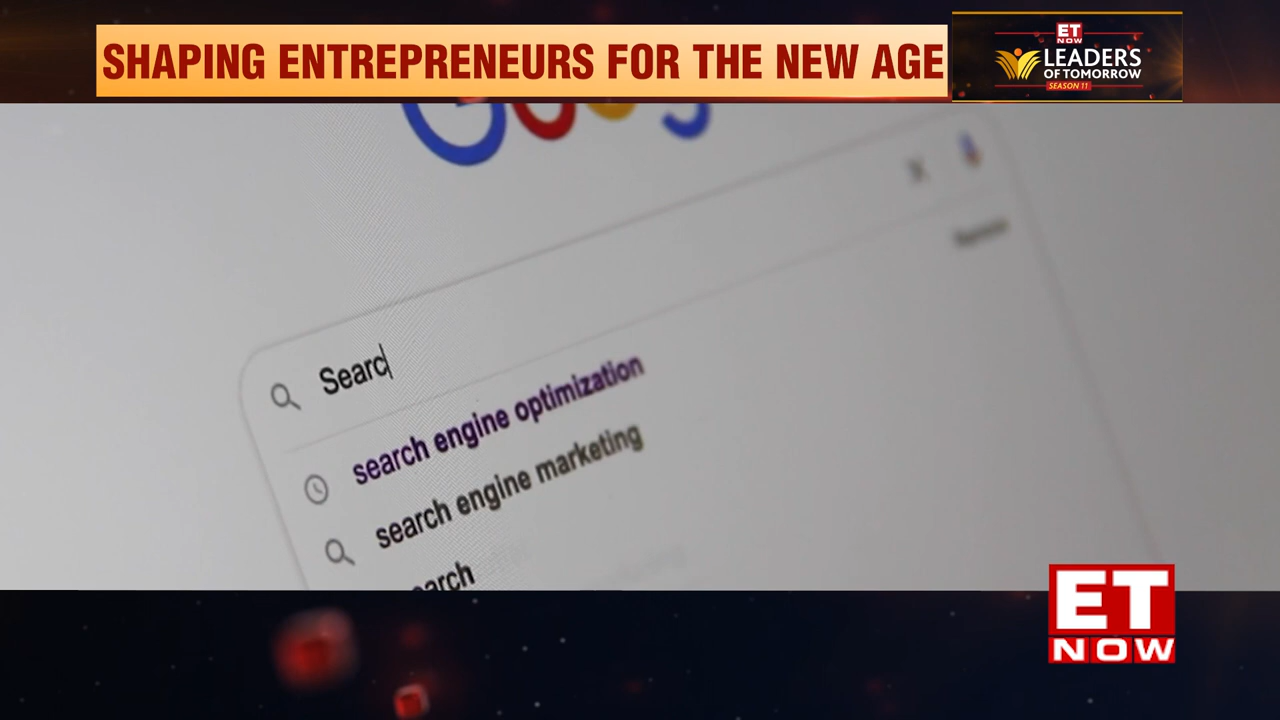 SHAPING ENTREPRENEURS FOR THE NEW AGE
ET
NOW
LEADERS
OF TOMORROW
SEASON 11
Searc
search engine optimization
search engine marketing
ET
NOW